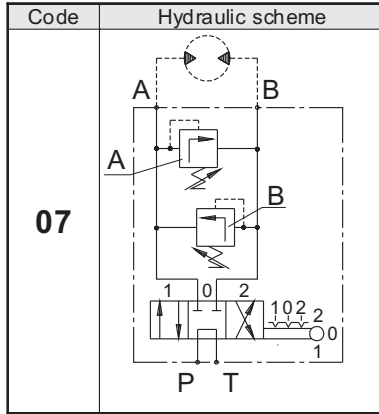 Code Hydraulic scheme
07
A B
A
B
1 0 2
1 0 2 2
0
1
P T